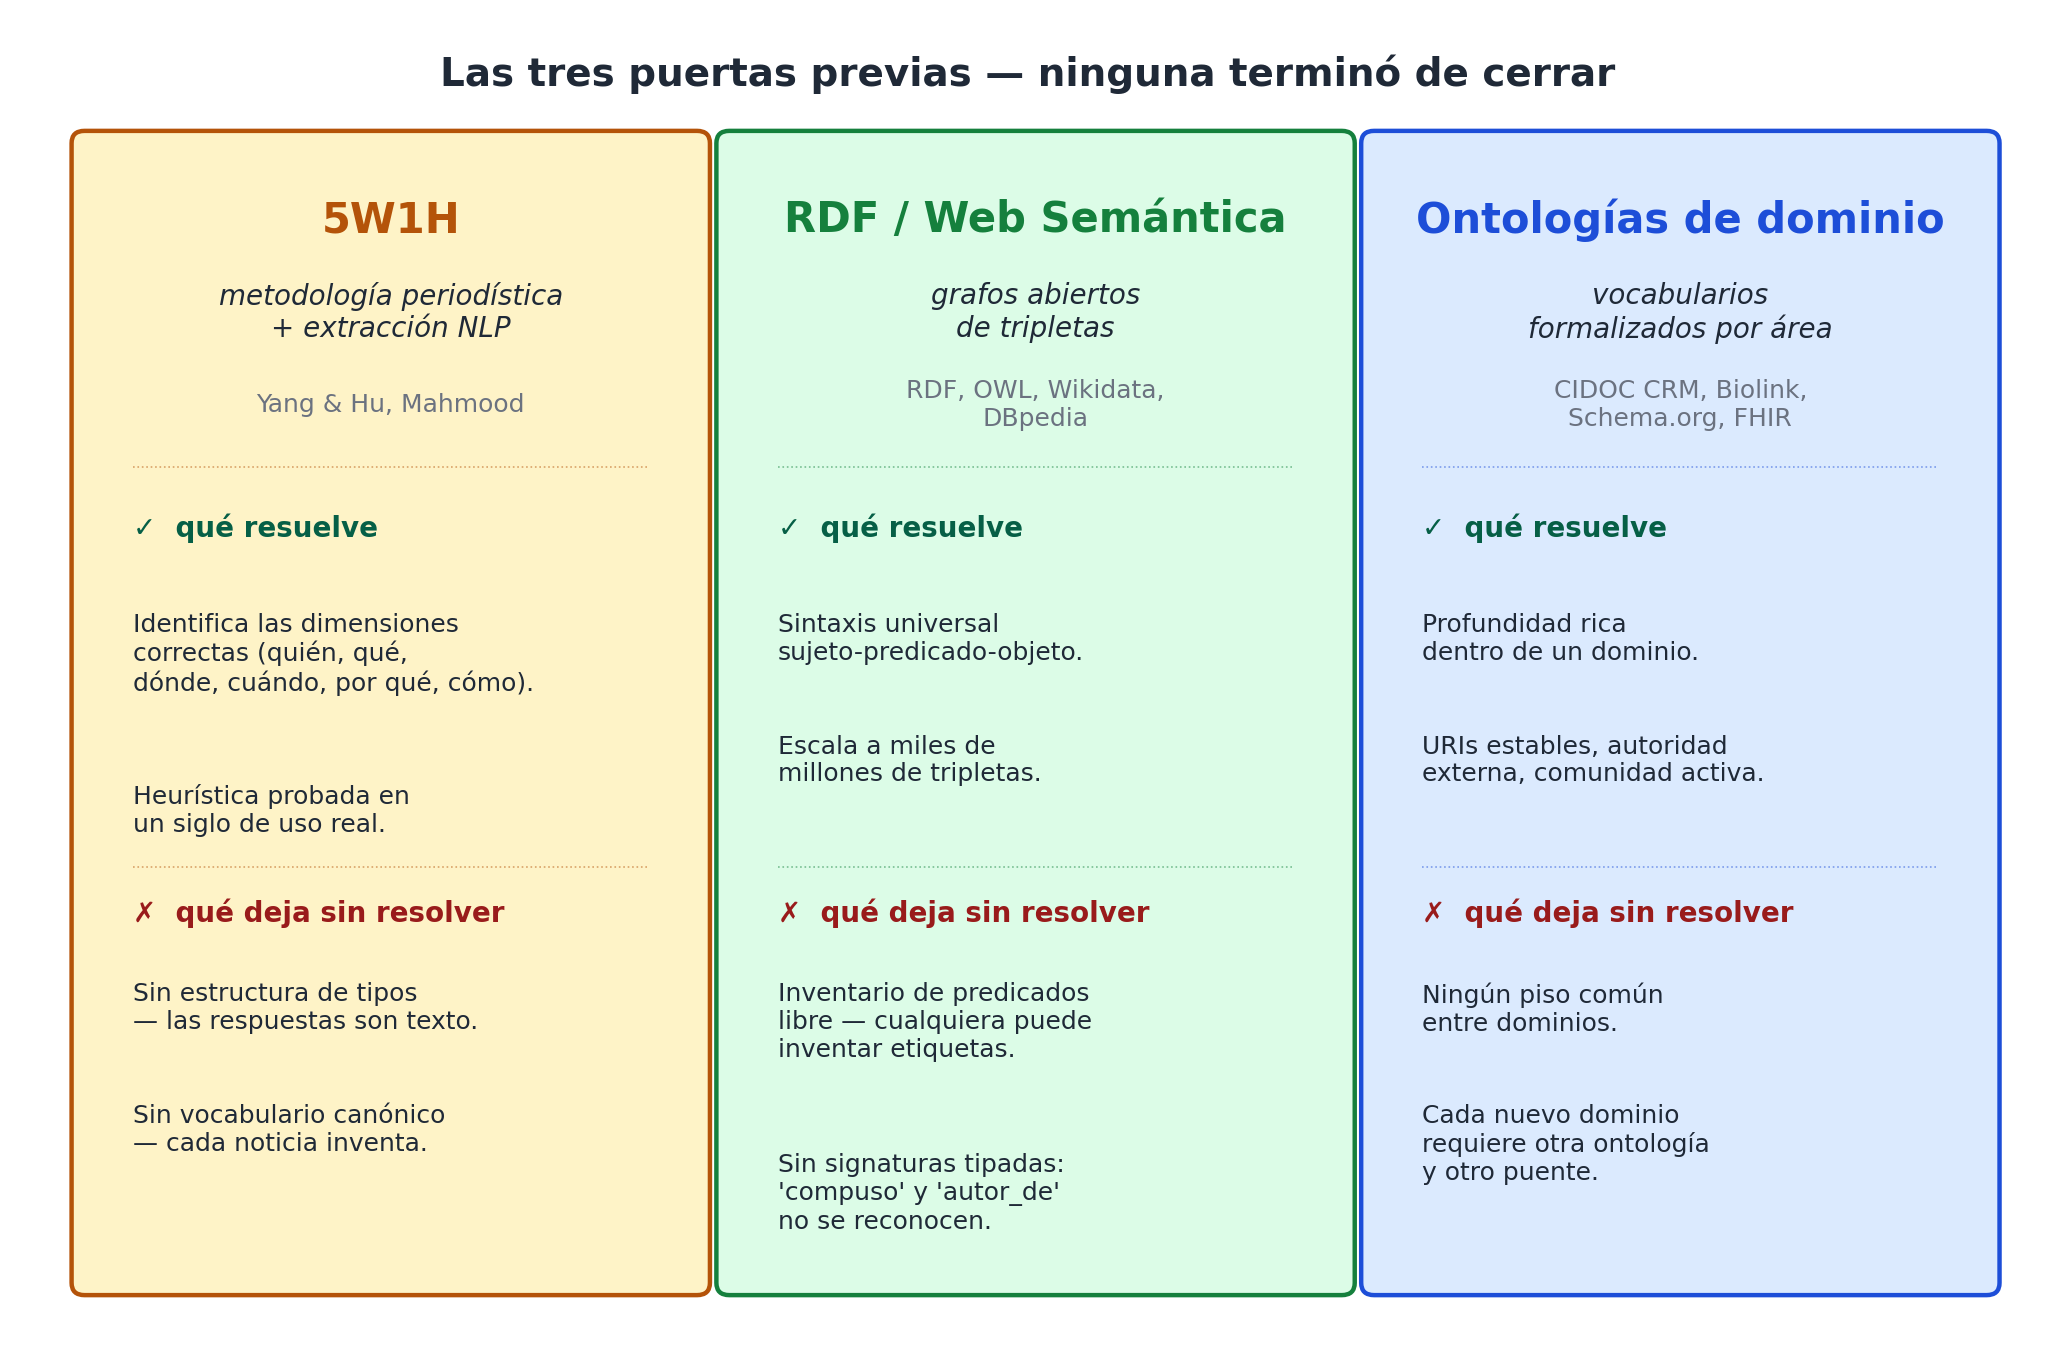 Las tres puertas previas — ninguna terminó de cerrar
5W1H
metodología periodística
+ extracción NLP
Yang & Hu, Mahmood
✓ qué resuelve
Identifica las dimensiones
correctas (quién, qué,
dónde, cuándo, por qué, cómo).
Heurística probada en
un siglo de uso real.
✗ qué deja sin resolver
Sin estructura de tipos
— las respuestas son texto.
Sin vocabulario canónico
— cada noticia inventa.
RDF / Web Semántica
grafos abiertos
de tripletas
RDF, OWL, Wikidata,
DBpedia
✓ qué resuelve
Sintaxis universal
sujeto-predicado-objeto.
Escala a miles de
millones de tripletas.
✗ qué deja sin resolver
Inventario de predicados
libre — cualquiera puede
inventar etiquetas.
Sin signaturas tipadas:
'compuso' y 'autor_de'
no se reconocen.
Ontologías de dominio
vocabularios
formalizados por área
CIDOC CRM, Biolink,
Schema.org, FHIR
✓ qué resuelve
Profundidad rica
dentro de un dominio.
URIs estables, autoridad
externa, comunidad activa.
✗ qué deja sin resolver
Ningún piso común
entre dominios.
Cada nuevo dominio
requiere otra ontología
y otro puente.